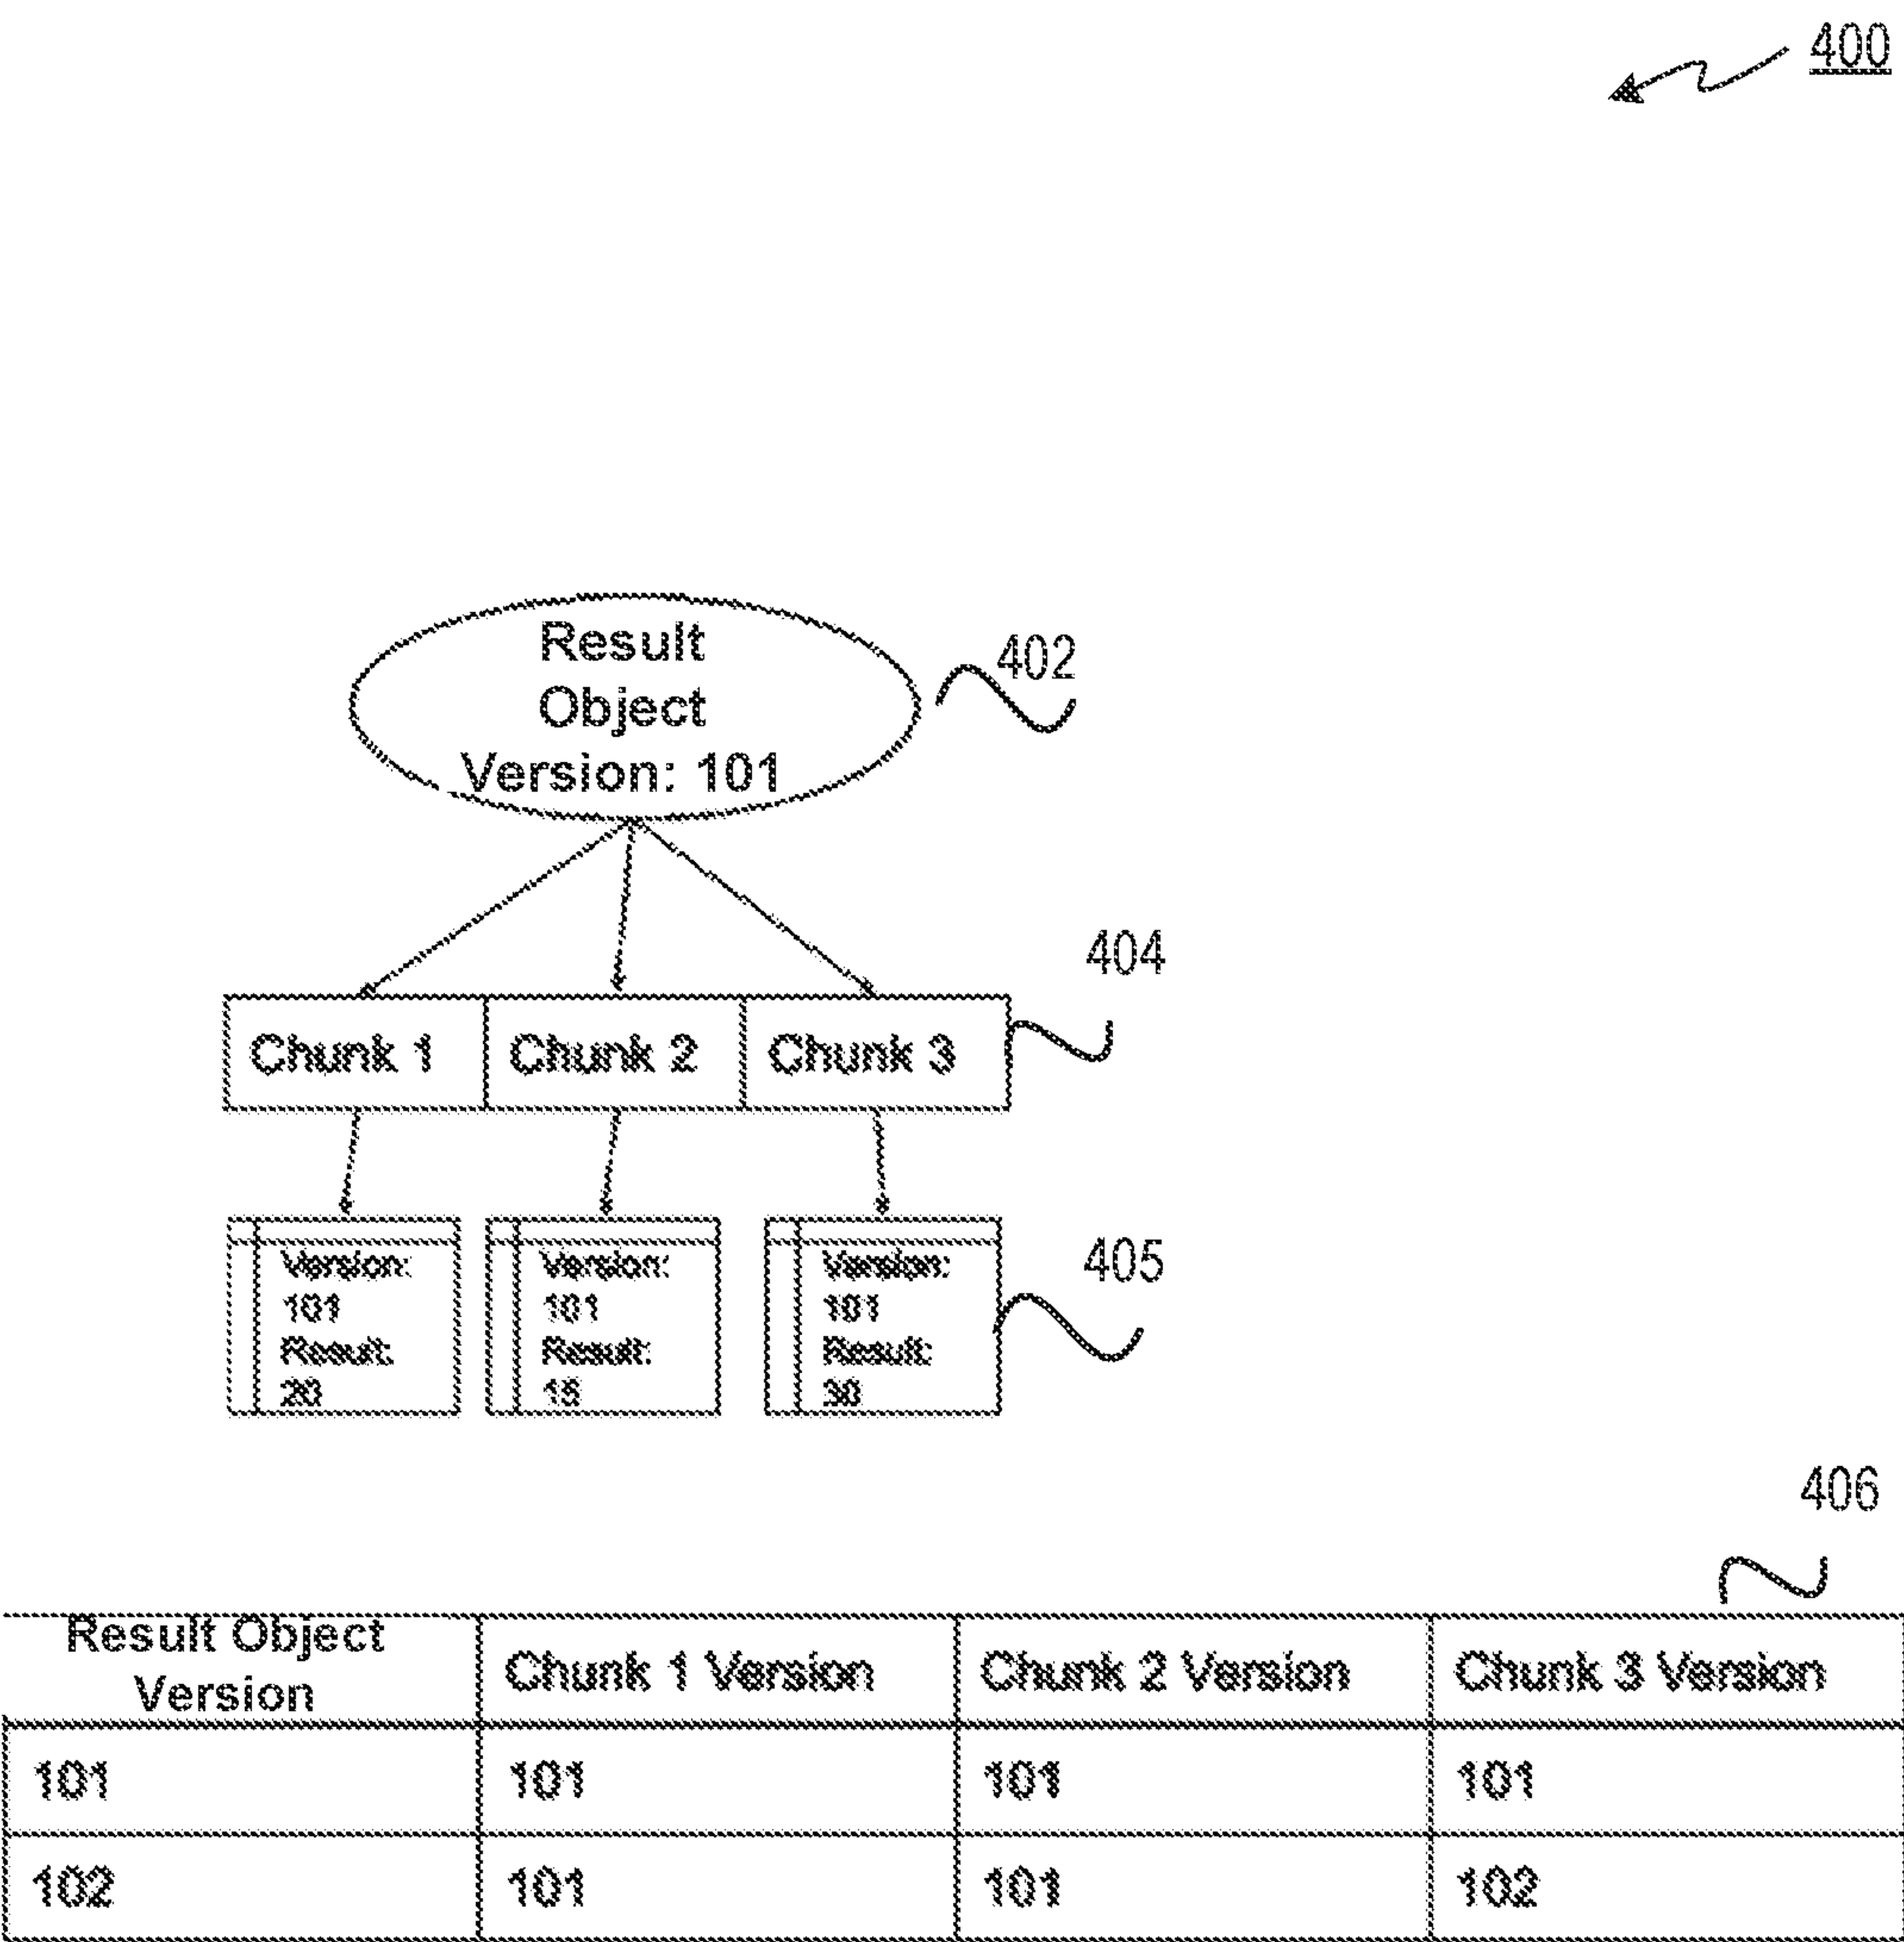 400
Result
Object
Version: 101
402
404
Chunk 1 Chunk 2 Chunk 3
405
Version: Version: Version:
101 101 101
Result: Result: Result:
20 15 30
406
Result Object
Version
Chunk 1 Version Chunk 2 Version Chunk 3 Version
101 101 101 101
102 101 101 102